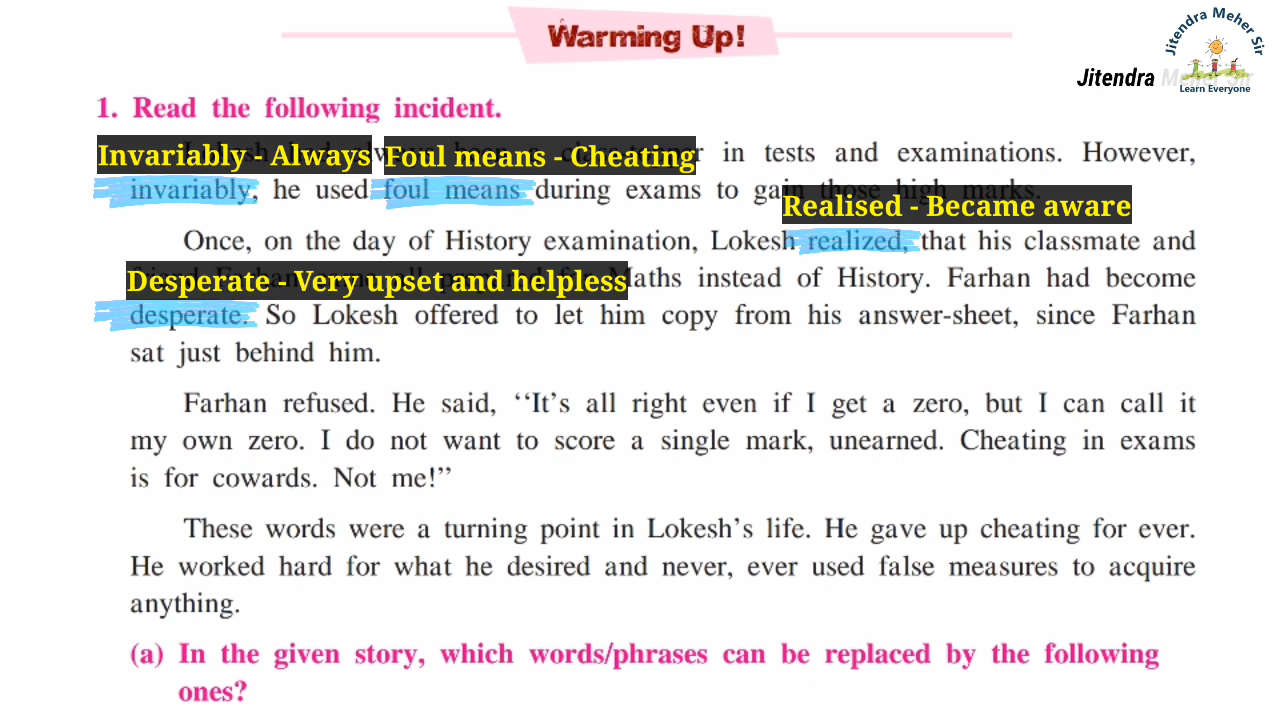 Warming Up!
Jitendra Meher Sir
Learn Everyone
Jitendra Meher Sir
1. Read the following incident.
Invariably - Always Foul means - Cheating in tests and examinations. However,
invariably, he used foul means during exams to gain those high marks.
Realised - Became aware
Once, on the day of History examination, Lokesh realized, that his classmate and
Desperate - Very upset and helpless Maths instead of History. Farhan had become
desperate. So Lokesh offered to let him copy from his answer-sheet, since Farhan
sat just behind him.
Farhan refused. He said, ‘‘It’s all right even if I get a zero, but I can call it
my own zero. I do not want to score a single mark, unearned. Cheating in exams
is for cowards. Not me!’’
These words were a turning point in Lokesh’s life. He gave up cheating for ever.
He worked hard for what he desired and never, ever used false measures to acquire
anything.
(a) In the given story, which words/phrases can be replaced by the following
ones?